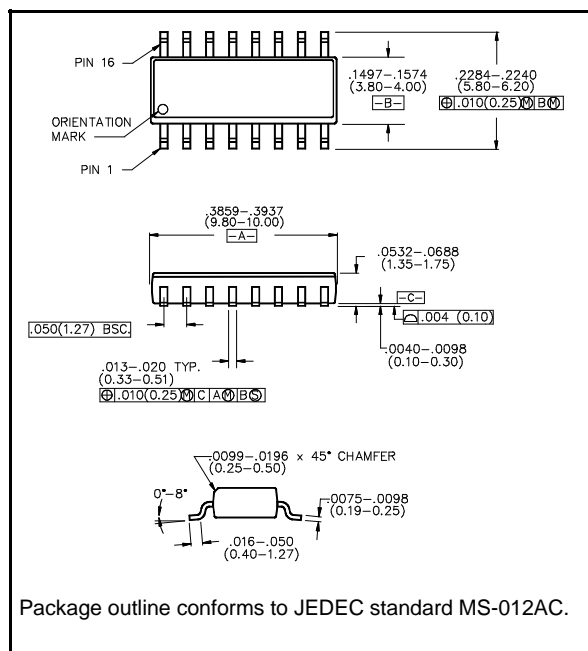 PIN 16
.1497–.1574
(3.80–4.00)
–B–
.2284–.2240
(5.80–6.20)
⌖ .010(0.25)Ⓜ B Ⓜ
ORIENTATION
MARK
PIN 1
.3859–.3937
(9.80–10.00)
–A–
.0532–.0688
(1.35–1.75)
–C–
⌓ .004 (0.10)
.050(1.27) BSC.
.0040–.0098
(0.10–0.30)
.013–.020 TYP.
(0.33–0.51)
⌖ .010(0.25)Ⓜ C AⓂ BⓈ
.0099–.0196 x 45° CHAMFER
(0.25–0.50)
0°–8°
.0075–.0098
(0.19–0.25)
.016–.050
(0.40–1.27)
Package outline conforms to JEDEC standard MS-012AC.